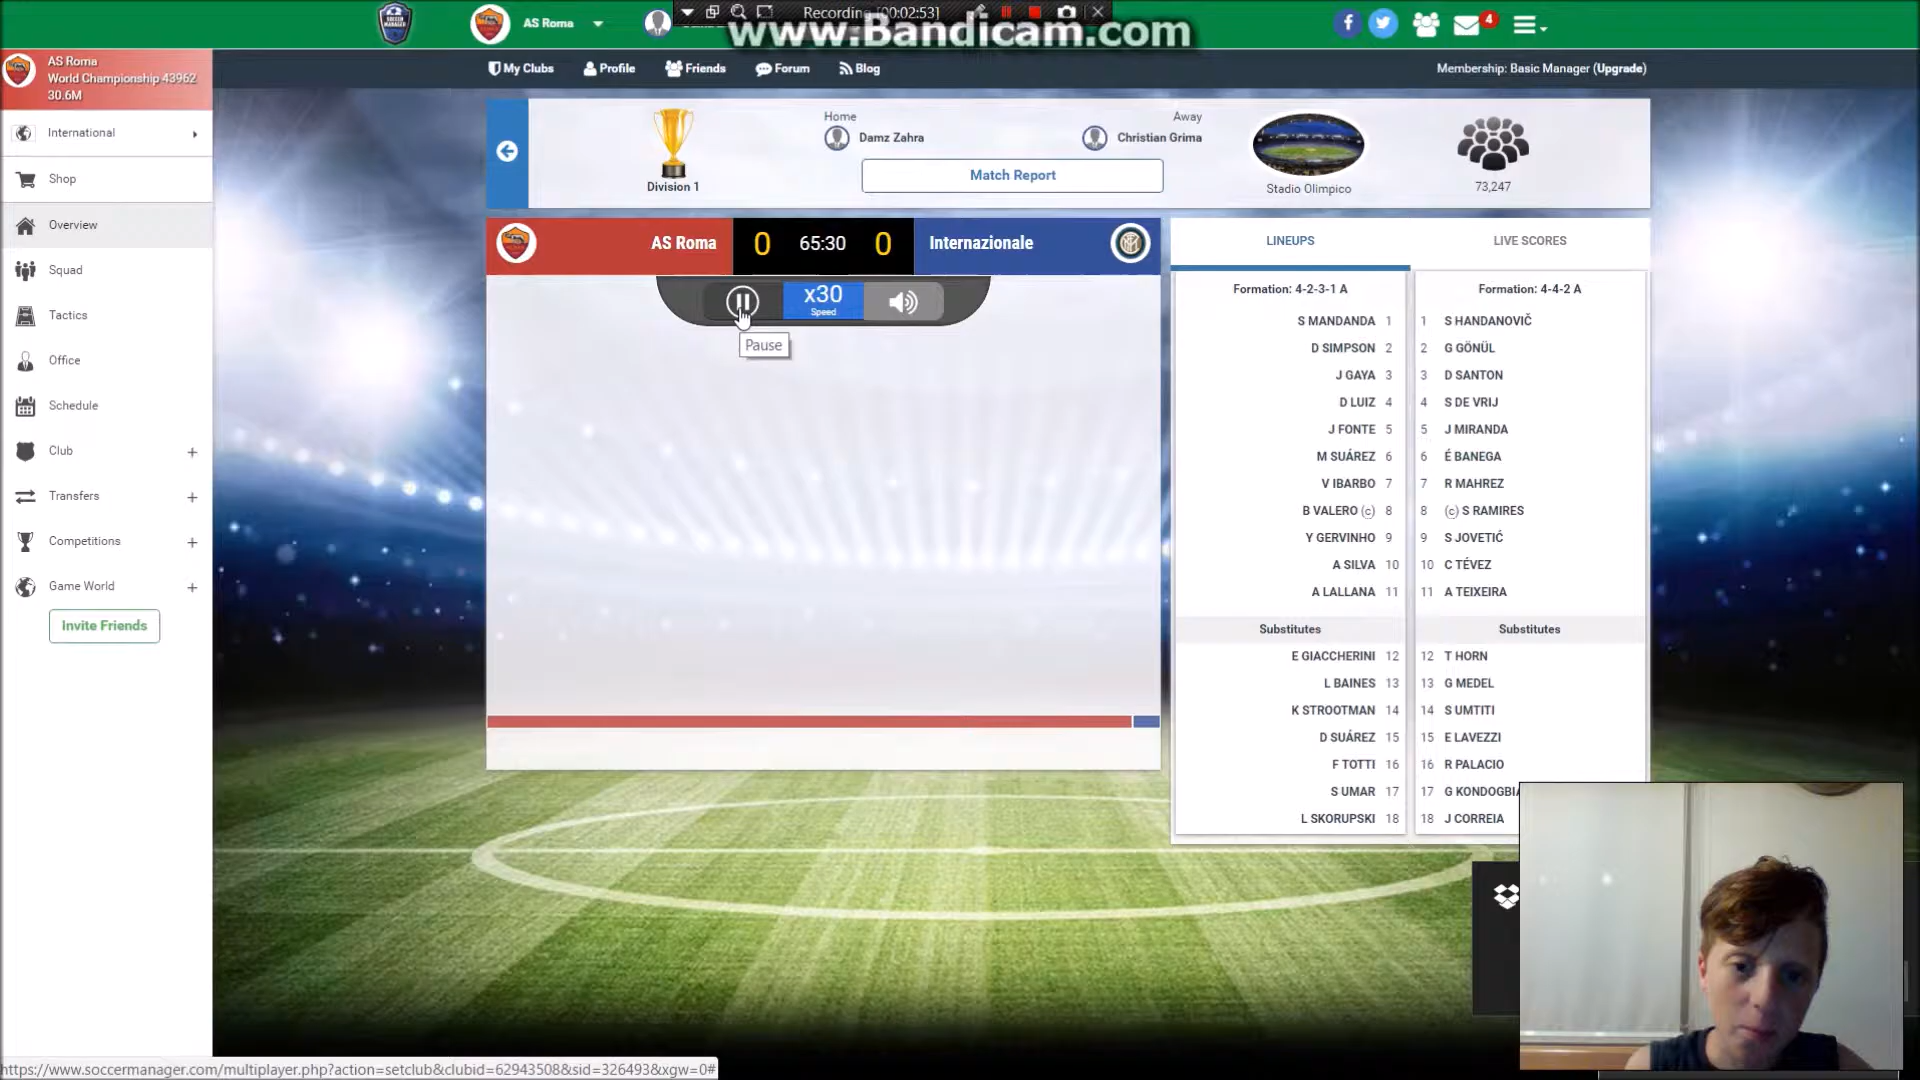 Recording [00:02:53]
www.Bandicam.com
AS Roma
4
My Clubs Profile Friends Forum Blog
Membership: Basic Manager (Upgrade)
AS Roma
World Championship 43962
30.6M
International
Shop
Overview
Squad
Tactics
Office
Schedule
Club +
Transfers +
Competitions +
Game World +
Invite Friends
Division 1
Home
Damz Zahra
Away
Christian Grima
Match Report
Stadio Olimpico
73,247
AS Roma 0 65:30 0 Internazionale
x30
Speed
Pause
LINEUPS LIVE SCORES
Formation: 4-2-3-1 A Formation: 4-4-2 A
S MANDANDA 1 1 S HANDANOVIČ
D SIMPSON 2 2 G GÖNÜL
J GAYA 3 3 D SANTON
D LUIZ 4 4 S DE VRIJ
J FONTE 5 5 J MIRANDA
M SUÁREZ 6 6 É BANEGA
V IBARBO 7 7 R MAHREZ
B VALERO (c) 8 8 (c) S RAMIRES
Y GERVINHO 9 9 S JOVETIĆ
A SILVA 10 10 C TÉVEZ
A LALLANA 11 11 A TEIXEIRA
Substitutes Substitutes
E GIACCHERINI 12 12 T HORN
L BAINES 13 13 G MEDEL
K STROOTMAN 14 14 S UMTITI
D SUÁREZ 15 15 E LAVEZZI
F TOTTI 16 16 R PALACIO
S UMAR 17 17 G KONDOGBIA
L SKORUPSKI 18 18 J CORREIA
https://www.soccermanager.com/multiplayer.php?action=setclub&clubid=62943508&sid=326493&xgw=0#